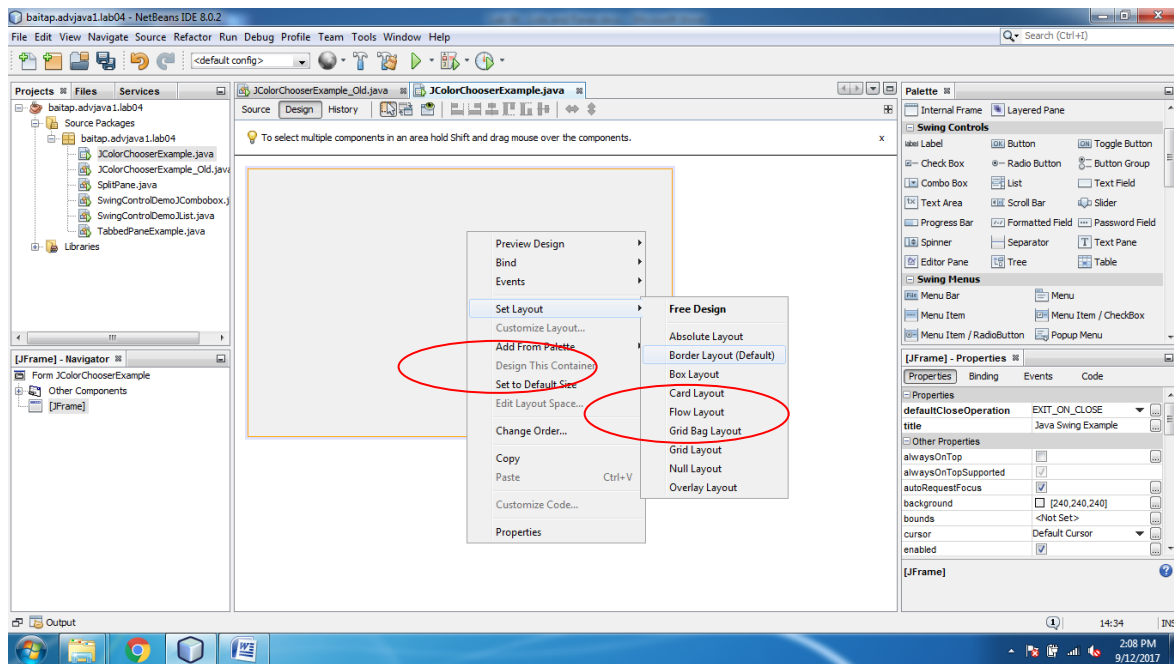 baitap.advjava1.lab04 - NetBeans IDE 8.0.2
File Edit View Navigate Source Refactor Run Debug Profile Team Tools Window Help
Search (Ctrl+I)
<default config>
Projects Files Services
baitap.advjava1.lab04
Source Packages
baitap.advjava1.lab04
JColorChooserExample.java
JColorChooserExample_Old.java
SplitPane.java
SwingControlDemoJCombobox.j
SwingControlDemoJList.java
TabbedPaneExample.java
Libraries
[JFrame] - Navigator
Form JColorChooserExample
Other Components
[JFrame]
JColorChooserExample_Old.java JColorChooserExample.java
Source Design History
To select multiple components in an area hold Shift and drag mouse over the components. x
Preview Design
Bind
Events
Set Layout
Customize Layout...
Add From Palette
Design This Container
Set to Default Size
Edit Layout Space...
Change Order...
Copy
Paste Ctrl+V
Customize Code...
Properties
Free Design
Absolute Layout
Border Layout (Default)
Box Layout
Card Layout
Flow Layout
Grid Bag Layout
Grid Layout
Null Layout
Overlay Layout
Palette
Internal Frame Layered Pane
Swing Controls
label Label OK Button ON Toggle Button
Check Box Radio Button Button Group
Combo Box List Text Field
Text Area Scroll Bar Slider
Progress Bar Formatted Field Password Field
Spinner Separator T Text Pane
Editor Pane Tree Table
Swing Menus
File Menu Bar Menu
Menu Item Menu Item / CheckBox
Menu Item / RadioButton Popup Menu
[JFrame] - Properties
Properties Binding Events Code
Properties
defaultCloseOperation EXIT_ON_CLOSE
title Java Swing Example
Other Properties
alwaysOnTop
alwaysOnTopSupported
autoRequestFocus
background [240,240,240]
bounds <Not Set>
cursor Default Cursor
enabled
[JFrame]
Output
1 14:34 INS
2:08 PM
9/12/2017